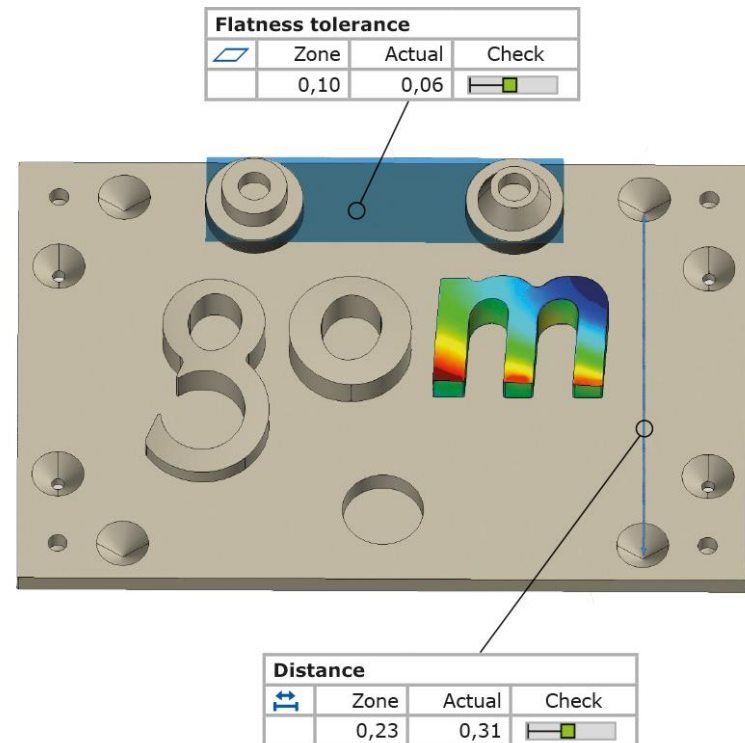 Flatness tolerance
Zone Actual Check
0,10 0,06
gom
Distance
Zone Actual Check
0,23 0,31